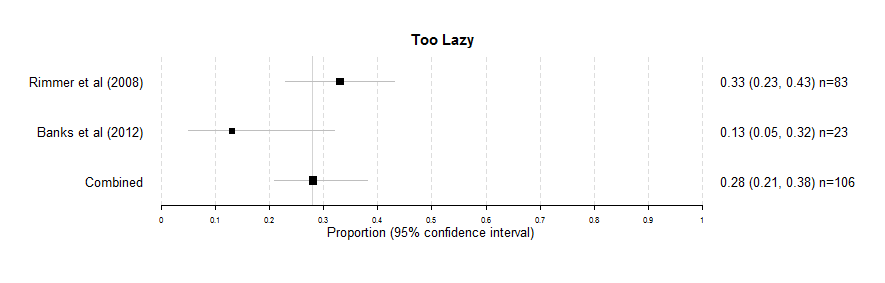 Too Lazy
Rimmer et al (2008) 0.33 (0.23, 0.43) n=83
Banks et al (2012) 0.13 (0.05, 0.32) n=23
Combined 0.28 (0.21, 0.38) n=106
0 0.1 0.2 0.3 0.4 0.5 0.6 0.7 0.8 0.9 1
Proportion (95% confidence interval)